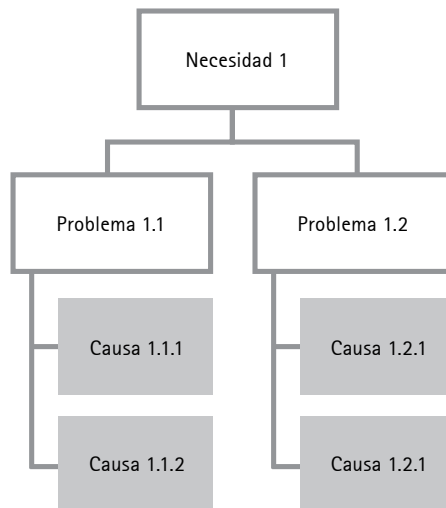 Necesidad 1
Problema 1.1
Problema 1.2
Causa 1.1.1
Causa 1.2.1
Causa 1.1.2
Causa 1.2.1